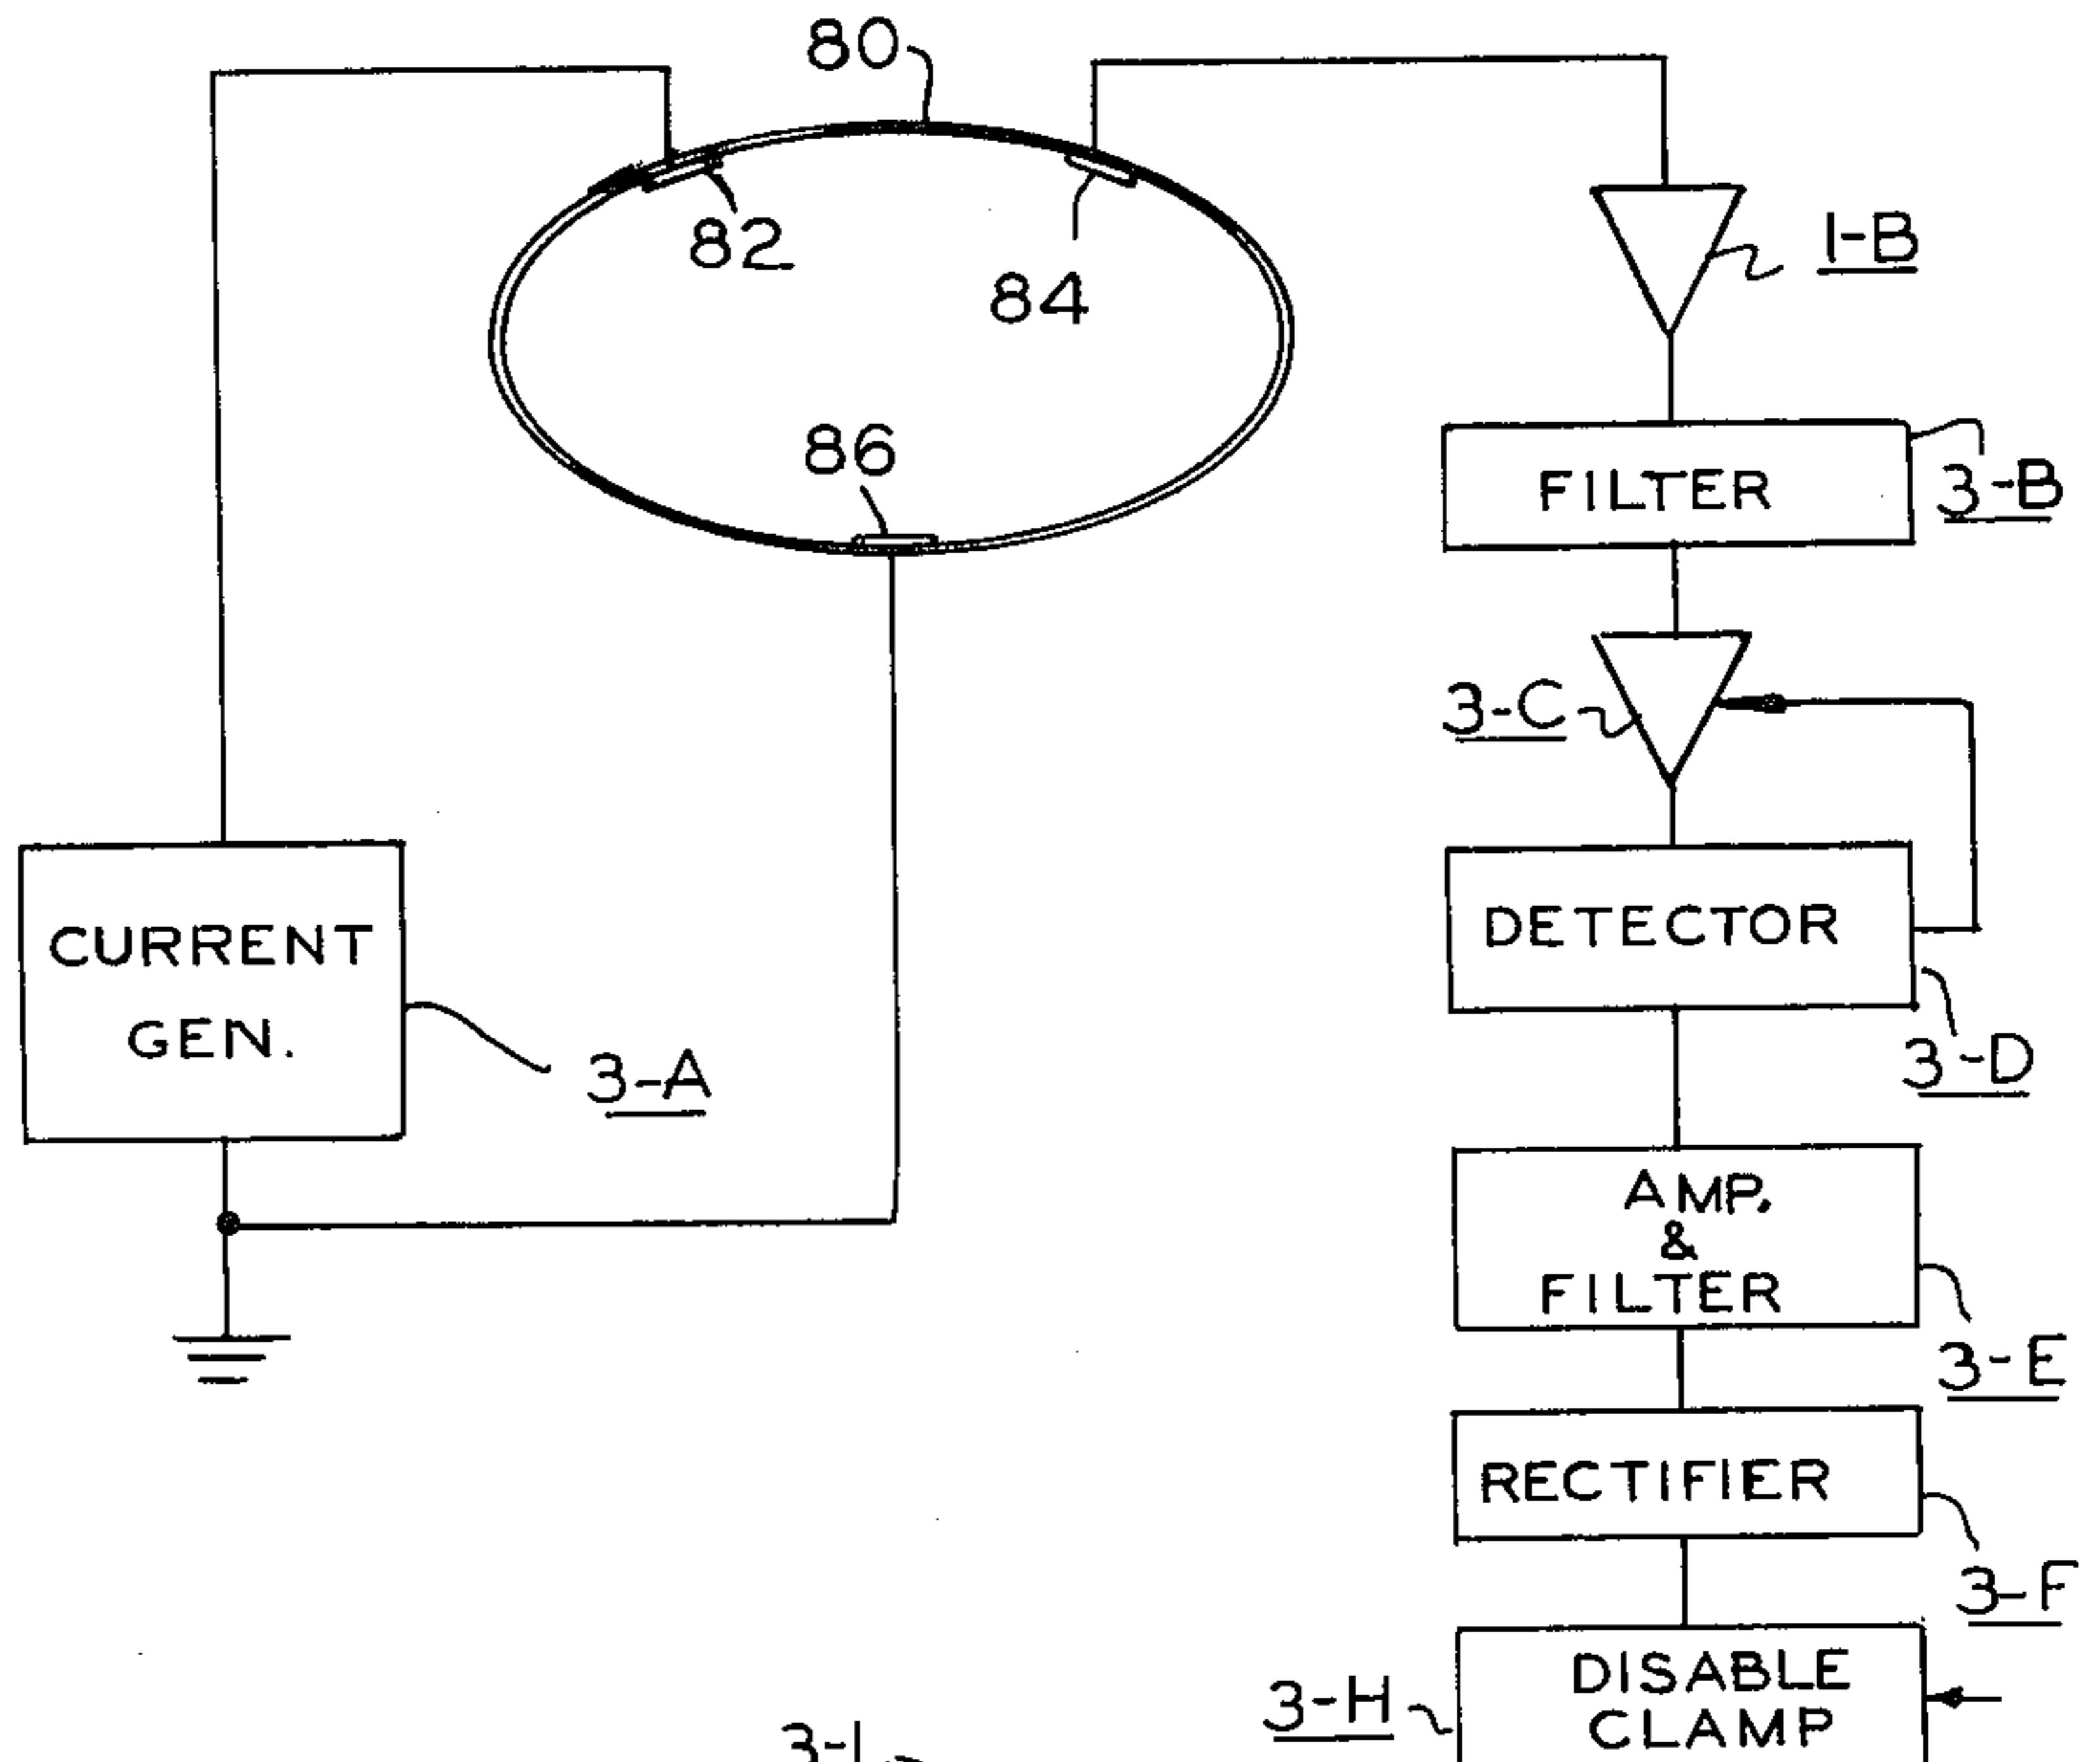 80
82
84
1-B
86
FILTER
3-B
3-C
CURRENT
GEN.
3-A
DETECTOR
3-D
AMP.
&
FILTER
3-E
RECTIFIER
3-F
DISABLE
CLAMP
3-H